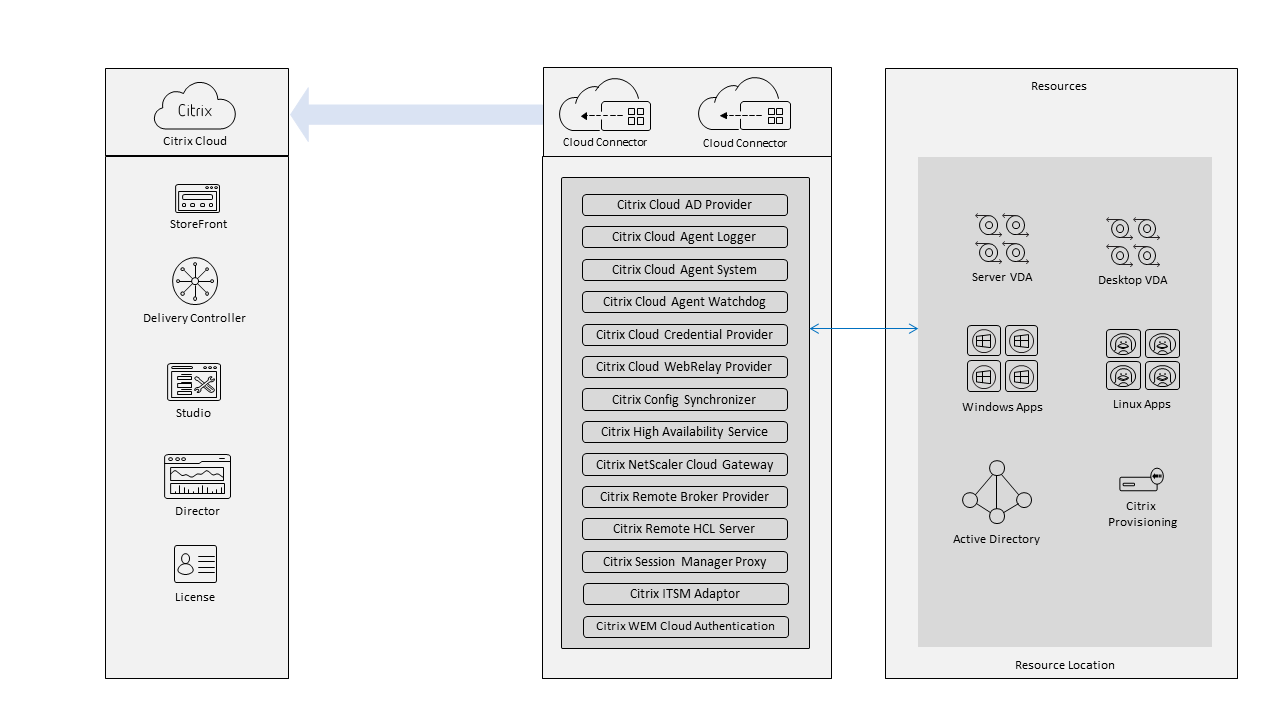 Citrix
Citrix Cloud
StoreFront
Delivery Controller
Studio
Director
License
Cloud Connector
Cloud Connector
Citrix Cloud AD Provider
Citrix Cloud Agent Logger
Citrix Cloud Agent System
Citrix Cloud Agent Watchdog
Citrix Cloud Credential Provider
Citrix Cloud WebRelay Provider
Citrix Config Synchronizer
Citrix High Availability Service
Citrix NetScaler Cloud Gateway
Citrix Remote Broker Provider
Citrix Remote HCL Server
Citrix Session Manager Proxy
Citrix ITSM Adaptor
Citrix WEM Cloud Authentication
Resources
Server VDA
Desktop VDA
Windows Apps
Linux Apps
Active Directory
Citrix
Provisioning
Resource Location